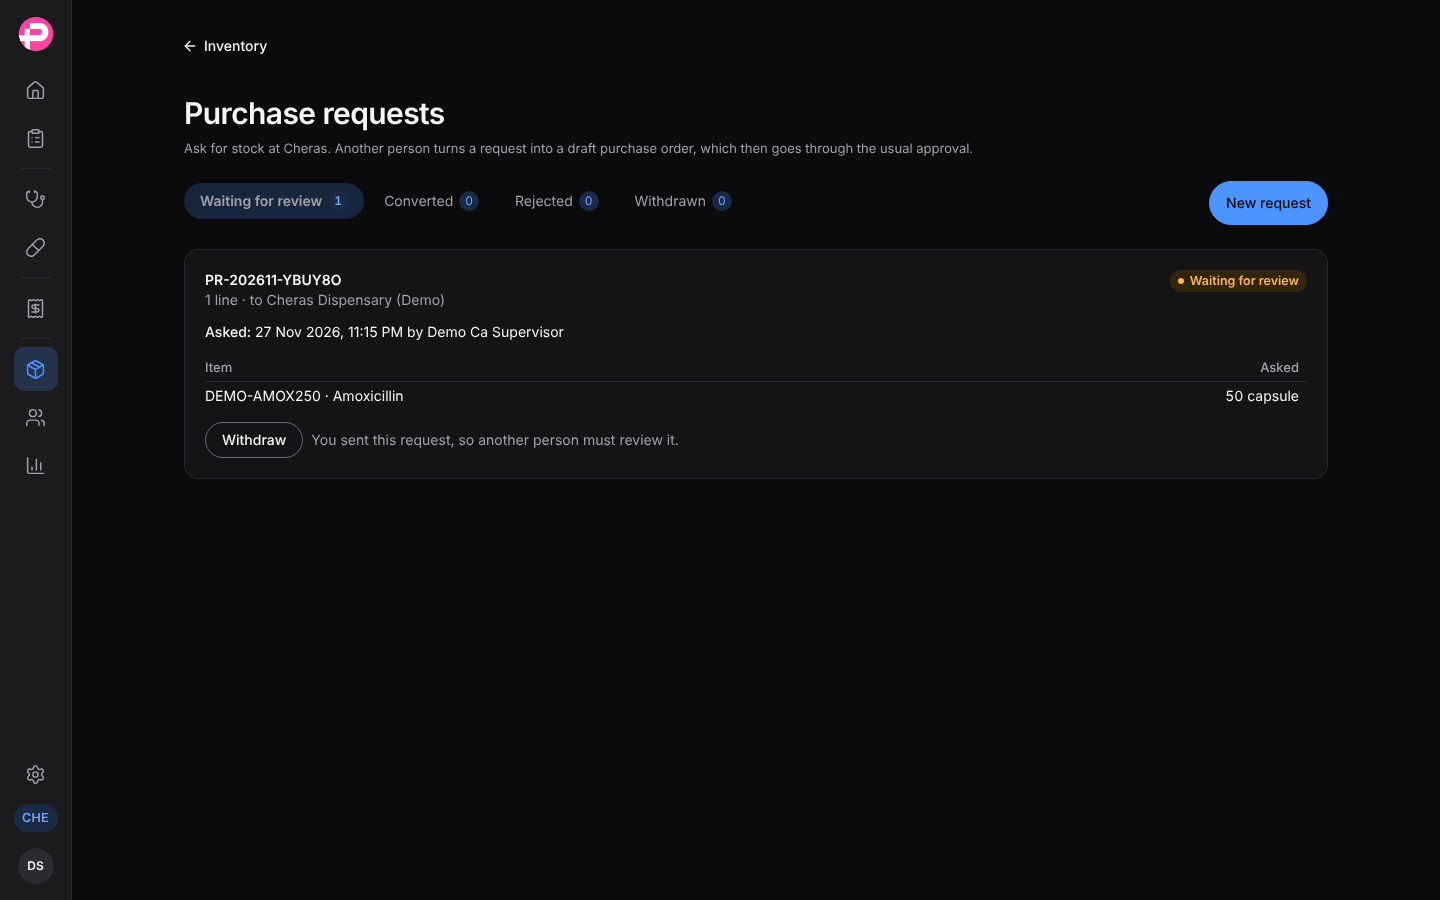 Inventory
Purchase requests
Ask for stock at Cheras. Another person turns a request into a draft purchase order, which then goes through the usual approval.
Waiting for review 1 Converted 0 Rejected 0 Withdrawn 0 New request
PR-202611-YBUY8O Waiting for review
1 line · to Cheras Dispensary (Demo)
Asked: 27 Nov 2026, 11:15 PM by Demo Ca Supervisor
Item Asked
DEMO-AMOX250 · Amoxicillin 50 capsule
Withdraw You sent this request, so another person must review it.
CHE
DS